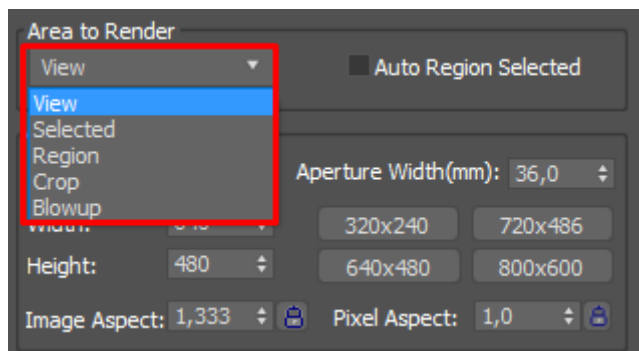 Area to Render
View
Auto Region Selected
View
Selected
Region
Crop
Blowup
Aperture Width(mm): 36,0
320x240 720x486
Height: 480 640x480 800x600
Image Aspect: 1,333 Pixel Aspect: 1,0